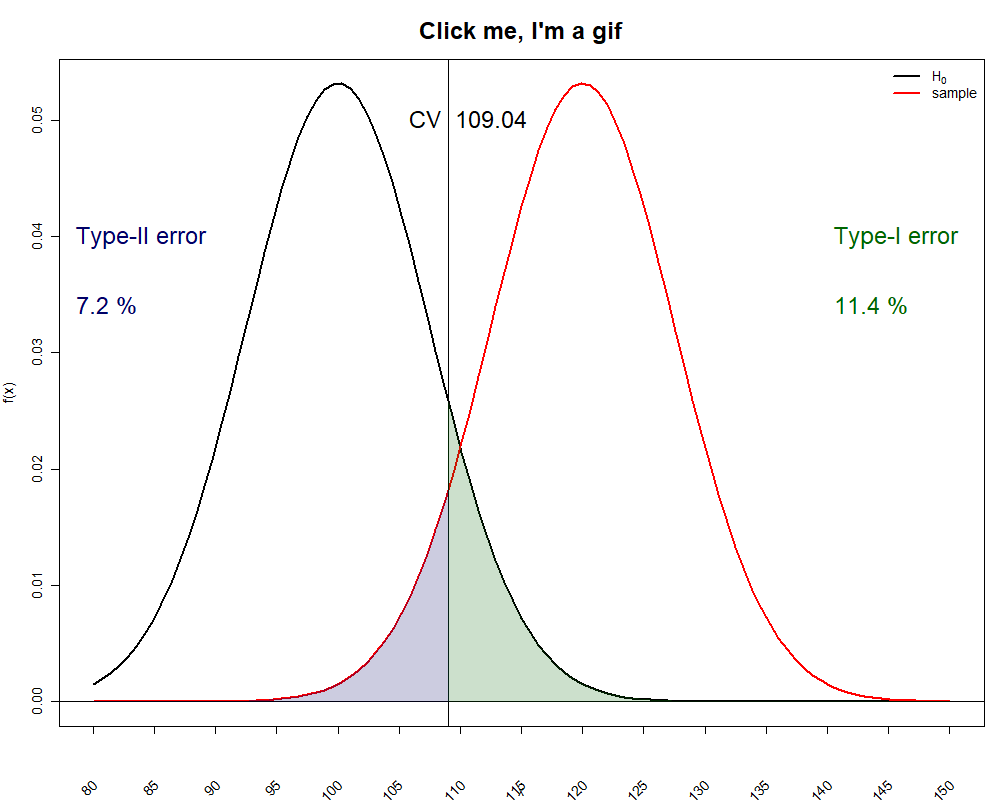 Click me, I'm a gif
H0
sample
CV 109.04
Type-II error
7.2 %
Type-I error
11.4 %
f(x)
0.05
0.04
0.03
0.02
0.01
0.00
80 85 90 95 100 105 110 115 120 125 130 135 140 145 150